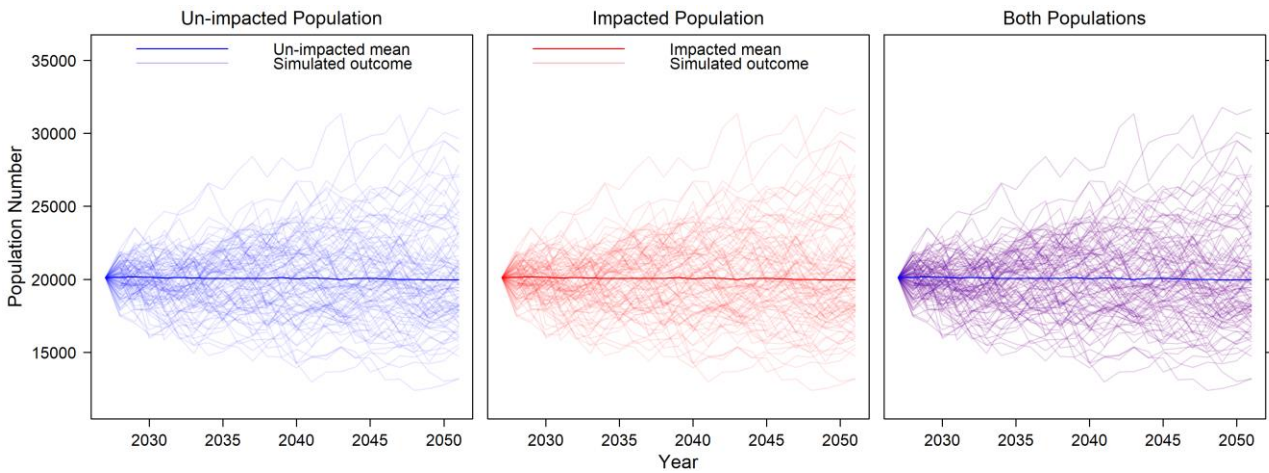 Un-impacted Population
Impacted Population
Both Populations
Un-impacted mean
Simulated outcome
Impacted mean
Simulated outcome
Population Number
35000
30000
25000
20000
15000
2030 2035 2040 2045 2050
2030 2035 2040 2045 2050
2030 2035 2040 2045 2050
Year